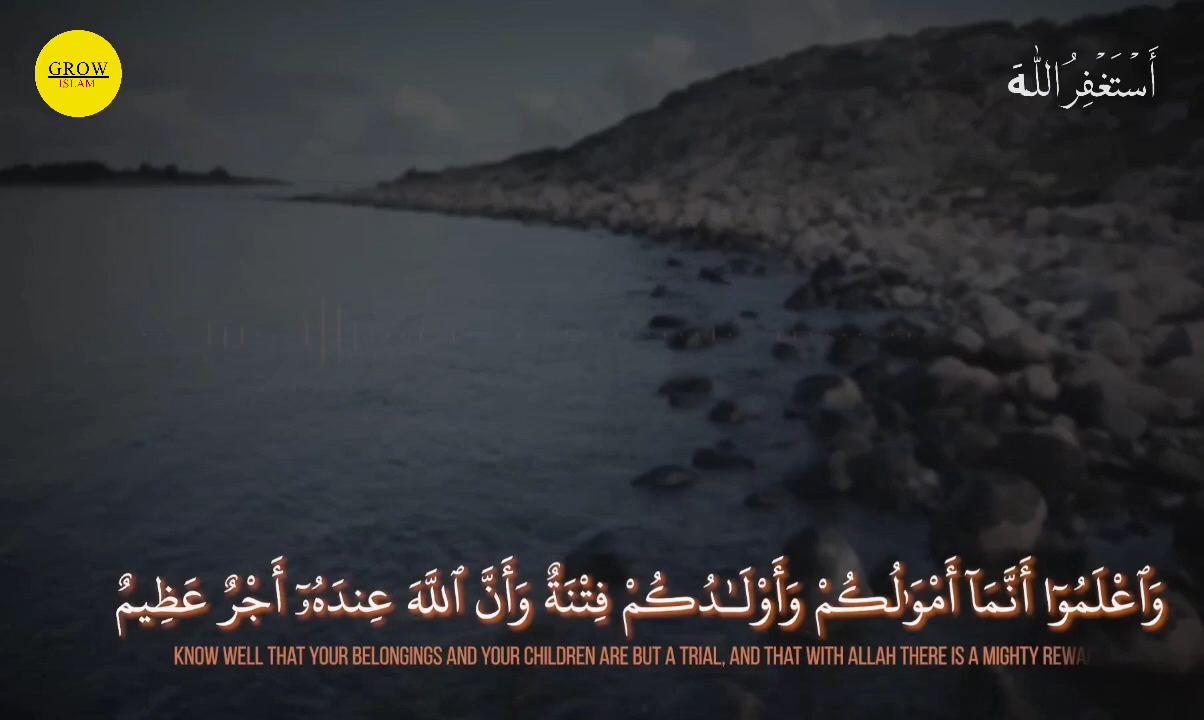 GROW
ISLAM
أَسْتَغْفِرُ اللّٰهَ
وَٱعْلَمُوٓا۟ أَنَّمَآ أَمْوَٰلُكُمْ وَأَوْلَـٰدُكُمْ فِتْنَةٌ وَأَنَّ ٱللَّهَ عِندَهُۥٓ أَجْرٌ عَظِيمٌ
KNOW WELL THAT YOUR BELONGINGS AND YOUR CHILDREN ARE BUT A TRIAL, AND THAT WITH ALLAH THERE IS A MIGHTY